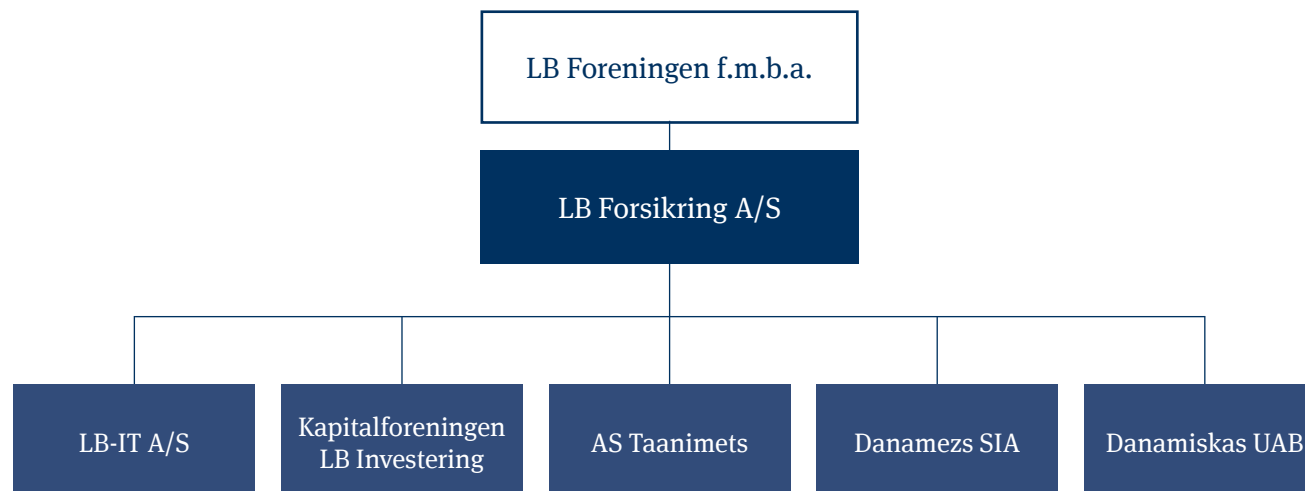 LB Foreningen f.m.b.a.
LB Forsikring A/S
LB-IT A/S
Kapitalforeningen
LB Investering
AS Taanimets
Danamezs SIA
Danamiskas UAB